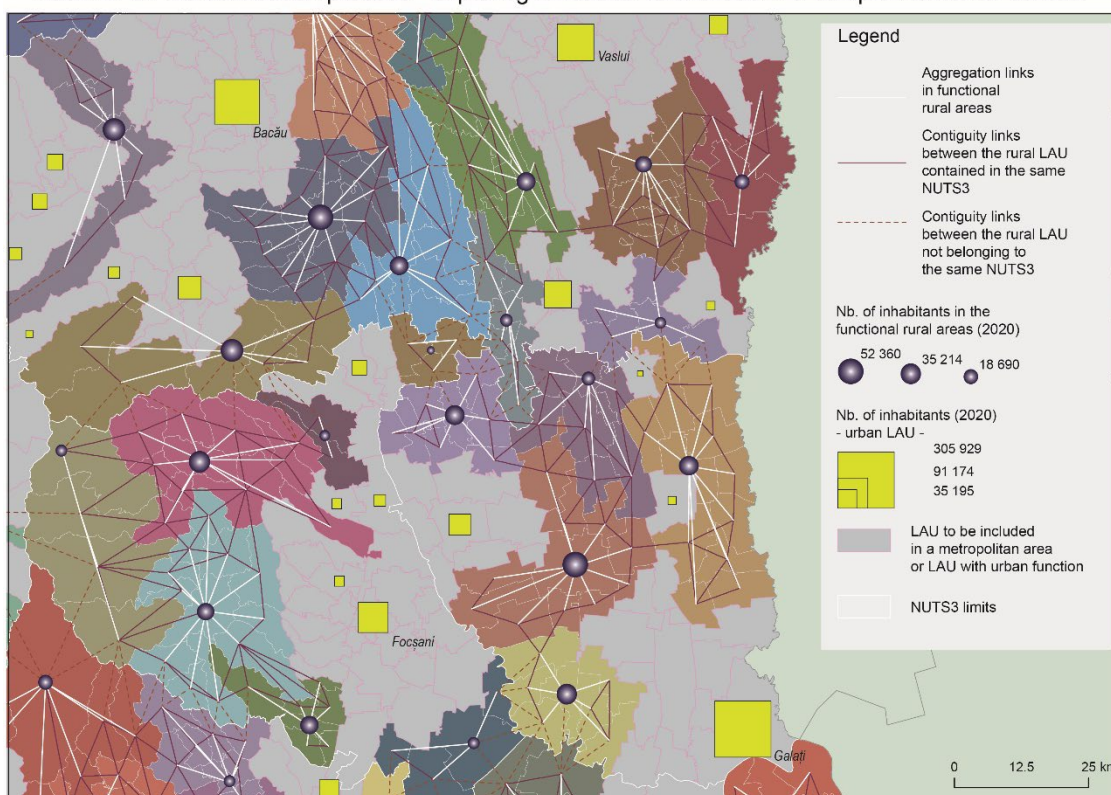 Vaslui
Bacău
Focșani
Galați
Legend
Aggregation links
in functional
rural areas
Contiguity links
between the rural LAU
contained in the same
NUTS3
Contiguity links
between the rural LAU
not belonging to
the same NUTS3
Nb. of inhabitants in the
functional rural areas (2020)
52 360 35 214 18 690
Nb. of inhabitants (2020)
- urban LAU -
305 929
91 174
35 195
LAU to be included
in a metropolitan area
or LAU with urban function
NUTS3 limits
0 12.5 25 km